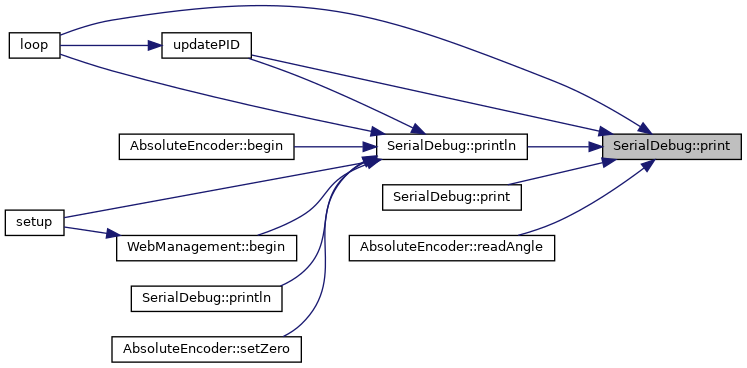 loop
updatePID
AbsoluteEncoder::begin
SerialDebug::println
SerialDebug::print
SerialDebug::print
setup
WebManagement::begin
AbsoluteEncoder::readAngle
SerialDebug::println
AbsoluteEncoder::setZero